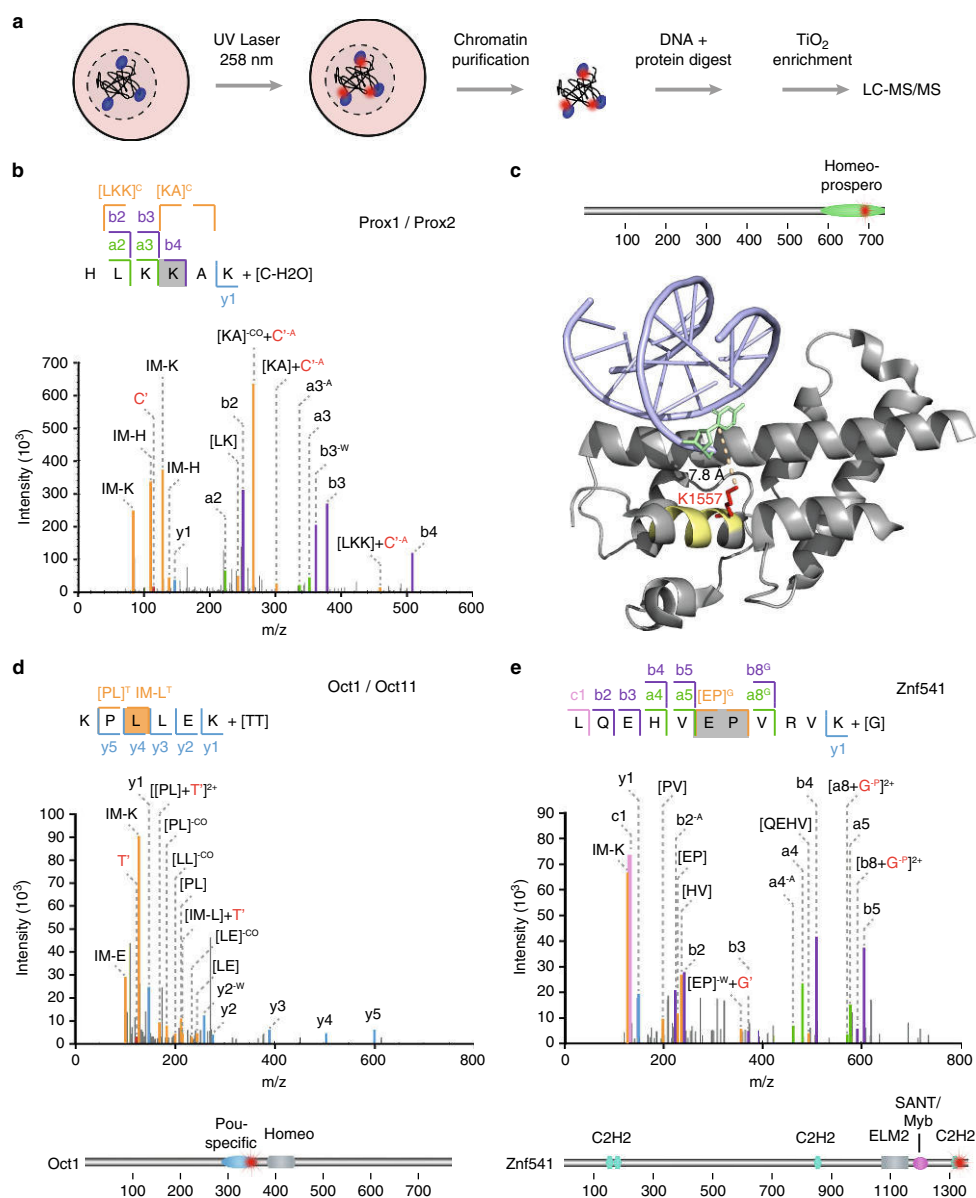 a
UV Laser
258 nm
Chromatin
purification
DNA +
protein digest
TiO2
enrichment
LC-MS/MS
b
[LKK]C [KA]C
b2 b3
a2 a3 b4
Prox1 / Prox2
H L K K A K + [C-H2O]
y1
[KA]-CO+C'-A
[KA]+C'-A
IM-K
a3-A
C'
b2
a3
IM-H
[LK]
b3-W
IM-K
IM-H
a2
b3
y1
[LKK]+C'-A
b4
Intensity (103)
700
600
500
400
300
200
100
0
0 100 200 300 400 500 600
m/z
c
Homeo-
prospero
100 200 300 400 500 600 700
7.8 Å
K1557
d
[PL]T IM-LT
Oct1 / Oct11
K P L L E K + [TT]
y5 y4 y3 y2 y1
y1
[[PL]+T']2+
IM-K
[PL]-CO
T'
[LL]-CO
[PL]
[IM-L]+T'
[LE]-CO
IM-E
[LE]
y2-W
y2
y3
y4
y5
Intensity (103)
100
90
80
70
60
50
40
30
20
10
0
0 200 400 600 800
m/z
Pou-
specific
Homeo
Oct1
100 200 300 400 500 600 700
e
b4 b5 b8G
c1 b2 b3 a4 a5 [EP]G a8G
Znf541
L Q E H V E P V R V K + [G]
y1
y1
[PV]
b4
[a8+G-P]2+
c1
b2-A
[QEHV]
a5
IM-K
[EP]
a4
[b8+G-P]2+
[HV]
a4-A
b2
b3
b5
[EP]-W+G'
Intensity (103)
90
80
70
60
50
40
30
20
10
0
0 200 400 600 800
m/z
SANT/
Myb
C2H2
C2H2
ELM2
C2H2
Znf541
100 300 500 700 900 1100 1300